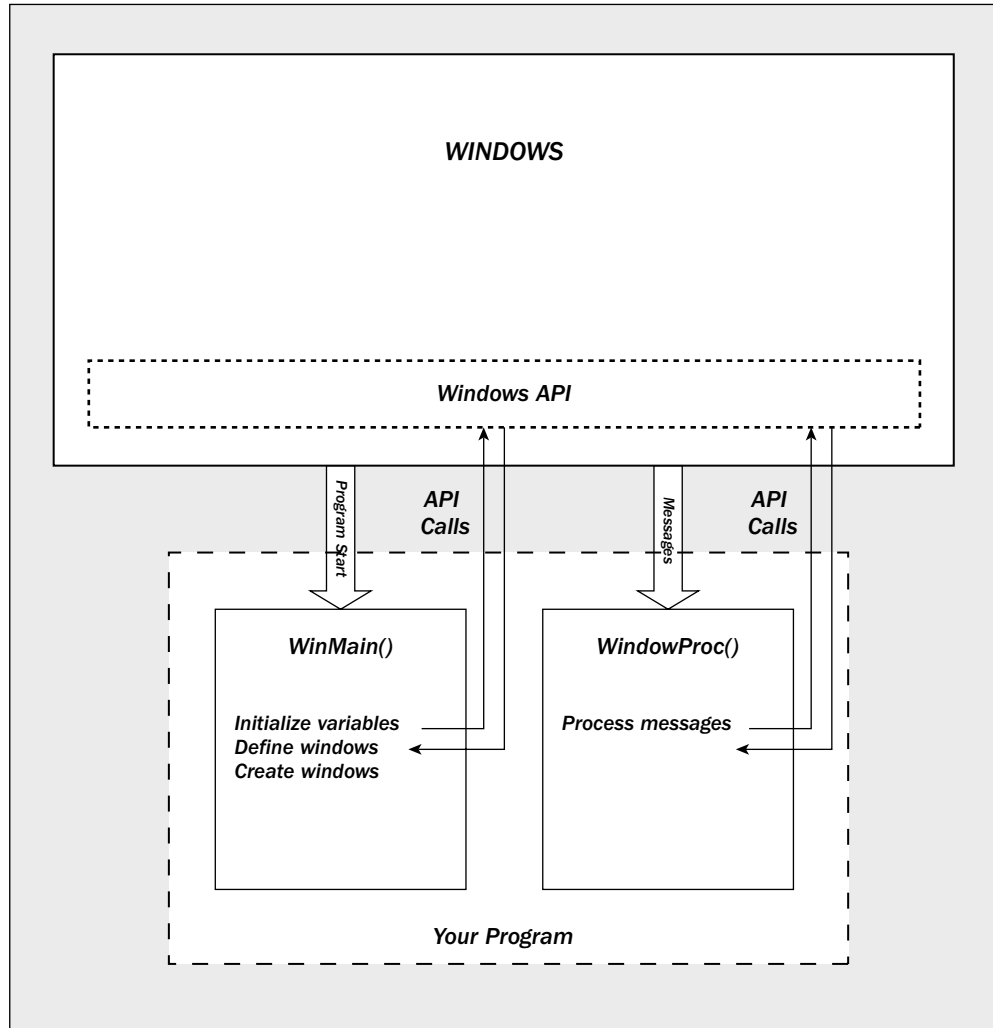 WINDOWS
Windows API
Program Start
API
Calls
Messages
API
Calls
WinMain()
Initialize variables
Define windows
Create windows
WindowProc()
Process messages
Your Program